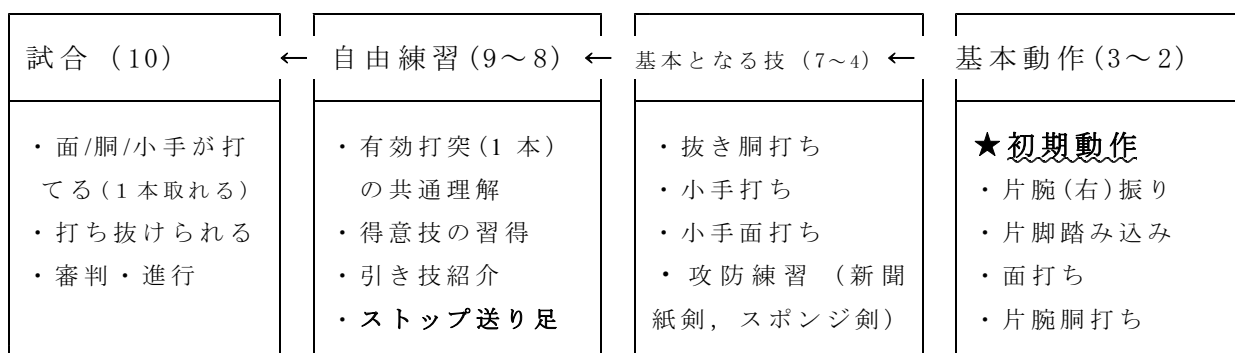 試合 (10) ← 自由練習(9～8) ← 基本となる技 (7～4) ← 基本動作(3～2)
・面/胴/小手が打
てる(1本取れる)
・打ち抜けられる
・審判・進行
・有効打突(1 本)
の共通理解
・得意技の習得
・引き技紹介
・ストップ送り足
・抜き胴打ち
・小手打ち
・小手面打ち
・攻防練習 (新聞
紙剣, スポンジ剣)
★初期動作
・片腕(右)振り
・片脚踏み込み
・面打ち
・片腕胴打ち